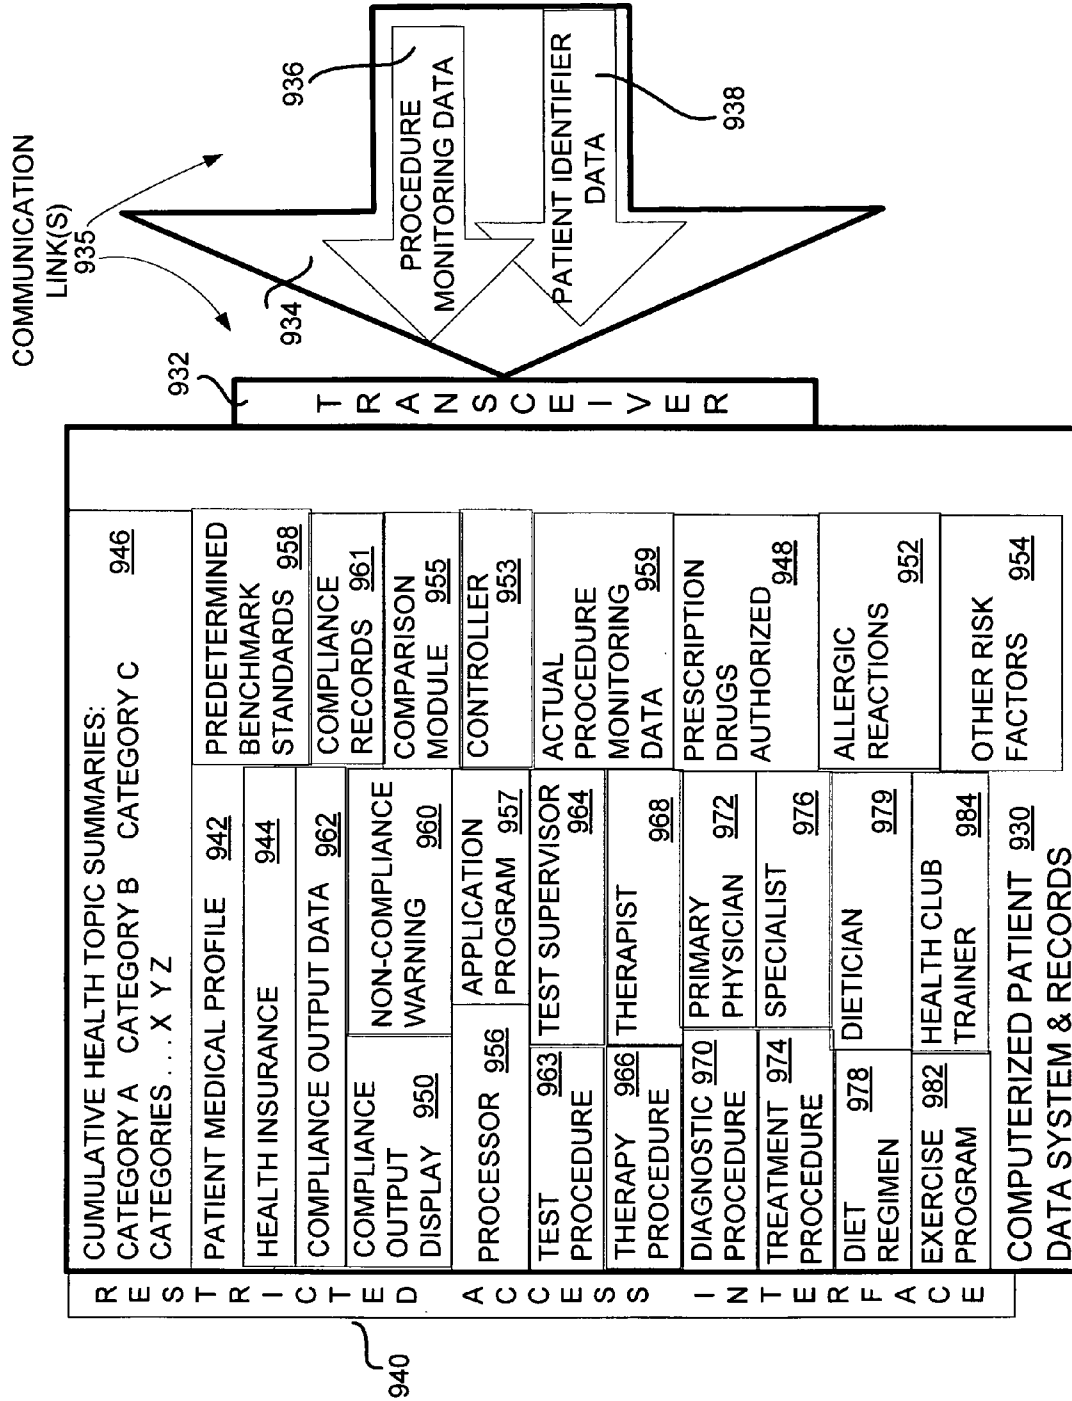 COMMUNICATION
LINK(S)
935
936
PROCEDURE
MONITORING DATA
934
PATIENT IDENTIFIER
DATA
938
932
TRANSCEIVER
CUMULATIVE HEALTH TOPIC SUMMARIES:
CATEGORY A CATEGORY B CATEGORY C 946
CATEGORIES . . . X Y Z
PATIENT MEDICAL PROFILE 942
PREDETERMINED
BENCHMARK
STANDARDS 958
HEALTH INSURANCE 944
COMPLIANCE OUTPUT DATA 962
COMPLIANCE
RECORDS 961
COMPLIANCE
OUTPUT
DISPLAY 950
NON-COMPLIANCE
WARNING 960
COMPARISON
MODULE 955
PROCESSOR 956
APPLICATION
PROGRAM 957
CONTROLLER
953
TEST 963
PROCEDURE
TEST SUPERVISOR
964
ACTUAL
PROCEDURE
MONITORING
DATA 959
THERAPY 966
PROCEDURE
THERAPIST
968
DIAGNOSTIC 970
PROCEDURE
PRIMARY 972
PHYSICIAN
PRESCRIPTION
DRUGS
AUTHORIZED 948
TREATMENT 974
PROCEDURE
SPECIALIST
976
DIET 978
REGIMEN
DIETICIAN
979
ALLERGIC
REACTIONS 952
EXERCISE 982
PROGRAM
HEALTH CLUB
TRAINER 984
OTHER RISK
FACTORS 954
COMPUTERIZED PATIENT 930
DATA SYSTEM & RECORDS
RESTRICTED ACCESS INTERFACE
940